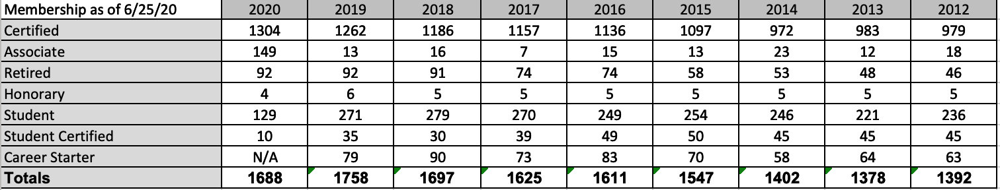 Membership as of 6/25/20 2020 2019 2018 2017 2016 2015 2014 2013 2012
Certified 1304 1262 1186 1157 1136 1097 972 983 979
Associate 149 13 16 7 15 13 23 12 18
Retired 92 92 91 74 74 58 53 48 46
Honorary 4 6 5 5 5 5 5 5 5
Student 129 271 279 270 249 254 246 221 236
Student Certified 10 35 30 39 49 50 45 45 45
Career Starter N/A 79 90 73 83 70 58 64 63
Totals 1688 1758 1697 1625 1611 1547 1402 1378 1392